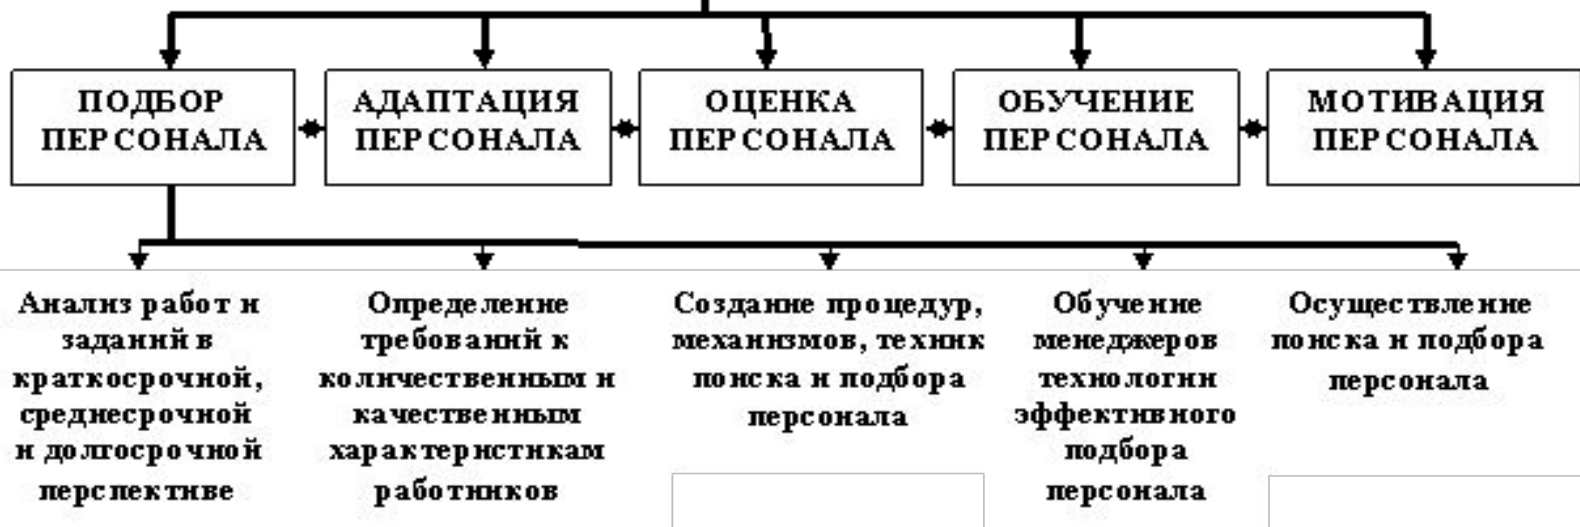 ПОДБОР
ПЕРСОНАЛА
АДАПТАЦИЯ
ПЕРСОНАЛА
ОЦЕНКА
ПЕРСОНАЛА
ОБУЧЕНИЕ
ПЕРСОНАЛА
МОТИВАЦИЯ
ПЕРСОНАЛА
Анализ работ и
заданий в
краткосрочной,
среднесрочной
и долгосрочной
перспективе
Определение
требований к
количественным и
качественным
характеристикам
работников
Создание процедур,
механизмов, техник
поиска и подбора
персонала
Обучение
менеджеров
технологии
эффективного
подбора
персонала
Осуществление
поиска и подбора
персонала